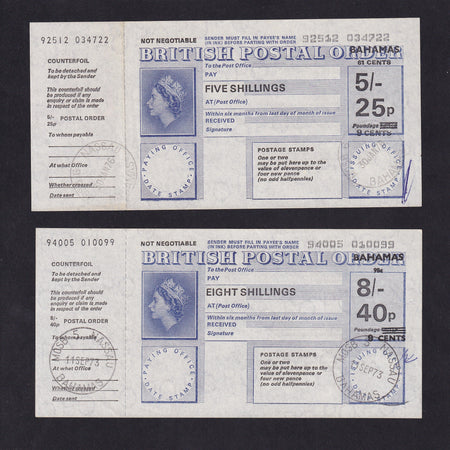 92512 034722
COUNTERFOIL
To be detached and
kept by the Sender
This counterfoil should
be produced if any
enquiry or claim is made
in respect of the order
5/-
25p
POSTAL ORDER
To whom payable
At what Office
Whether crossed
Date sent
NOT NEGOTIABLE
SENDER MUST FILL IN PAYEE'S NAME
(IN INK) BEFORE PARTING WITH ORDER
92512 034722
BRITISH POSTAL ORDER
BAHAMAS
61 CENTS
To the Post Office
PAY
FIVE SHILLINGS
AT (Post Office)
Within six months from last day of month of issue
RECEIVED
Signature
5/-
25p
Poundage
9 CENTS
PAYING OFFICE
DATE STAMP
POSTAGE STAMPS
One or two
may be put here up to the
value of elevenpence or
four new pence
(no odd halfpennies)
ISSUING OFFICE
DATE STAMP
94005 010099
COUNTERFOIL
To be detached and
kept by the Sender
This counterfoil should
be produced if any
enquiry or claim is made
in respect of the order
8/-
40p
POSTAL ORDER
To whom payable
At what Office
Whether crossed
Date sent
NASSAU
11SEP73
BAHAMAS
NOT NEGOTIABLE
SENDER MUST FILL IN PAYEE'S NAME
(IN INK) BEFORE PARTING WITH ORDER
94005 010099
BRITISH POSTAL ORDER
BAHAMAS
98c
To the Post Office
PAY
EIGHT SHILLINGS
AT (Post Office)
Within six months from last day of month of issue
RECEIVED
Signature
8/-
40p
Poundage
8 CENTS
PAYING OFFICE
DATE STAMP
POSTAGE STAMPS
One or two
may be put here up to the
value of elevenpence or
four new pence
(no odd halfpennies)
ISSUING OFFICE
SEP73
BAHAMAS